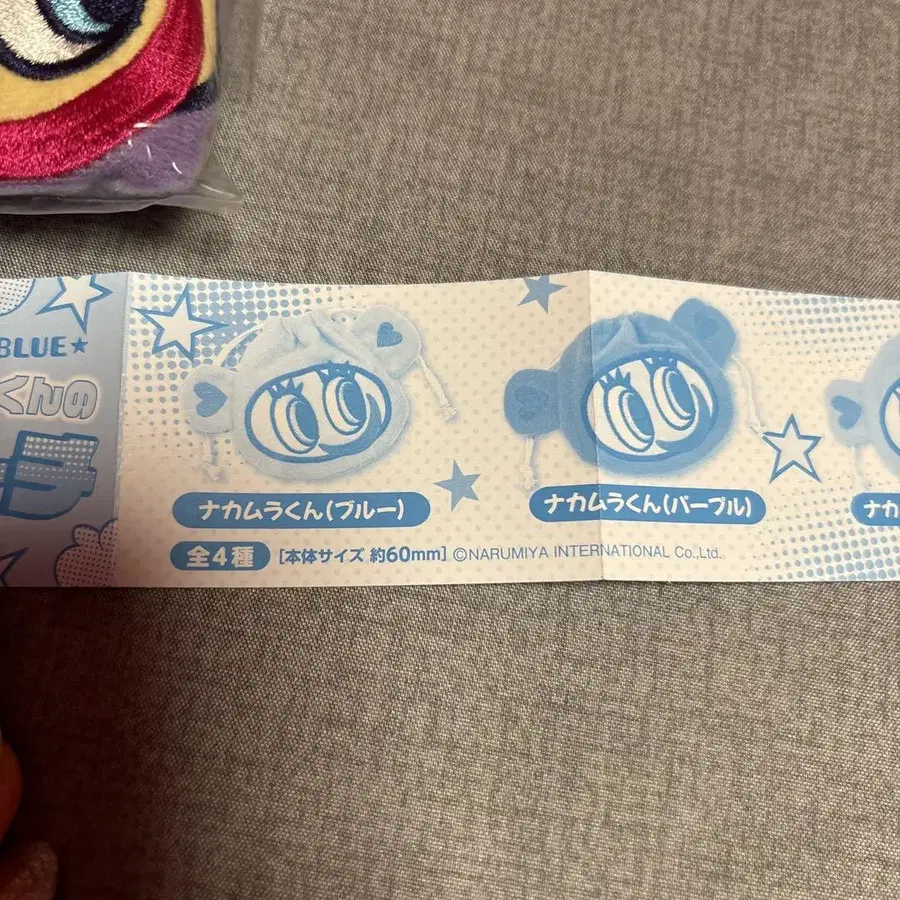 BLUE★
くんの
ナカムラくん(ブルー)
ナカムラくん(パープル)
ナカ
全4種 [本体サイズ 約60mm] ©NARUMIYA INTERNATIONAL Co.,Ltd.